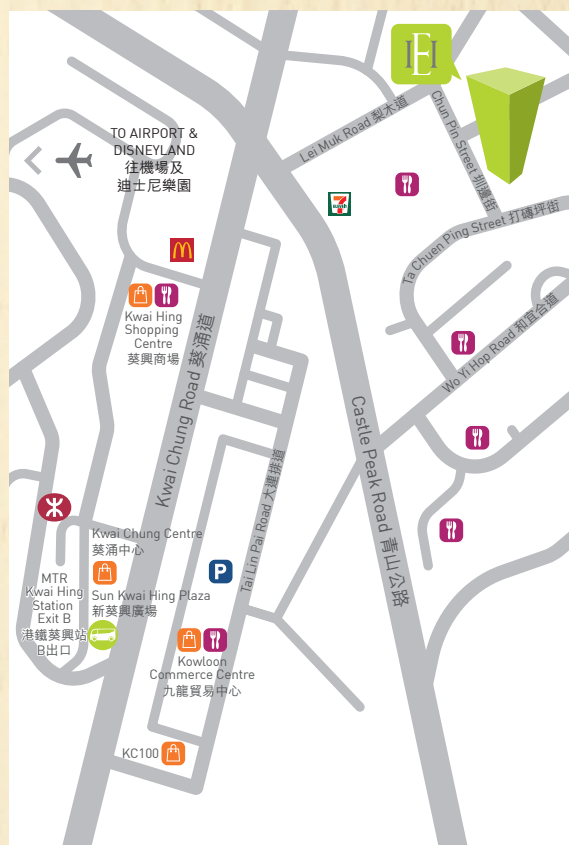 IEI
Lei Muk Road 梨木道
Chun Pin Street 圳邊街
TO AIRPORT &
DISNEYLAND
往機場及
迪士尼樂園
7
ELEVEN
Ta Chuen Ping Street 打磚坪街
Kwai Hing
Shopping
Centre
葵興商場
Wo Yi Hop Road 和宜合道
Kwai Chung Road 葵涌道
Castle Peak Road 青山公路
Tai Lin Pai Road 大連排道
Kwai Chung Centre
葵涌中心
P
MTR
Kwai Hing
Station
Exit B
港鐵葵興站
B出口
Sun Kwai Hing Plaza
新葵興廣場
Kowloon
Commerce Centre
九龍貿易中心
KC100